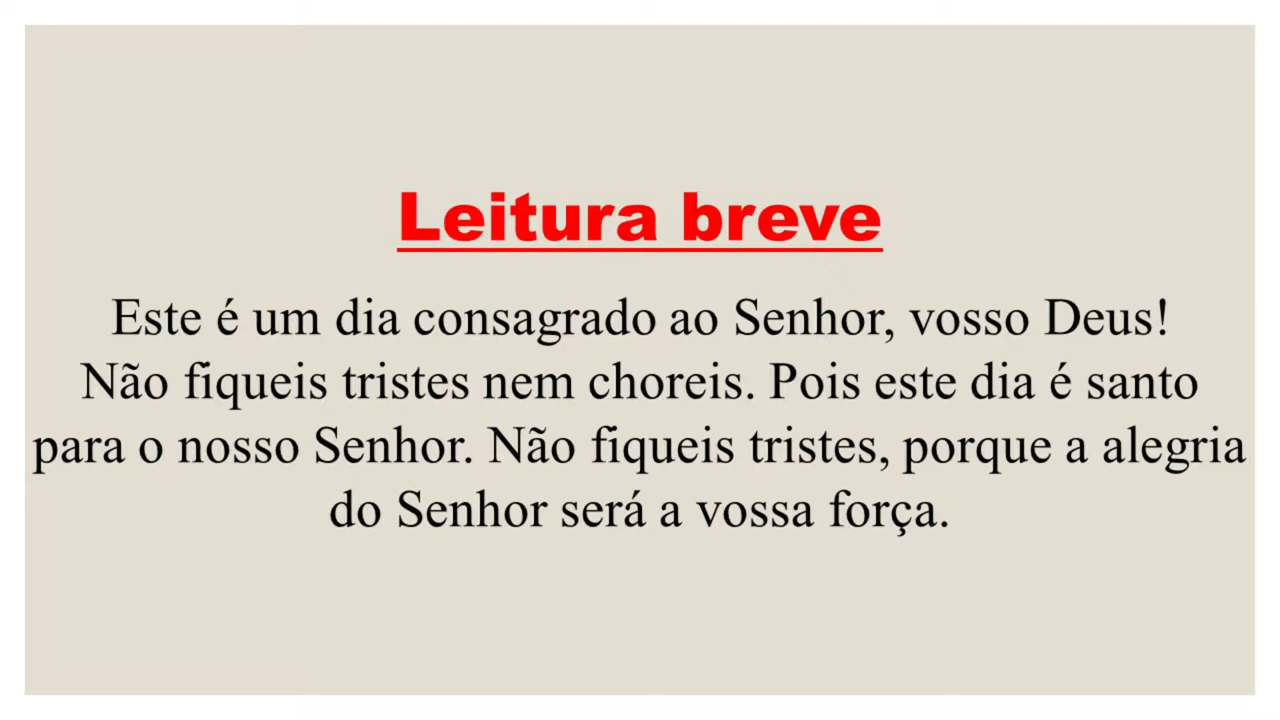 Leitura breve
Este é um dia consagrado ao Senhor, vosso Deus!
Não fiqueis tristes nem choreis. Pois este dia é santo
para o nosso Senhor. Não fiqueis tristes, porque a alegria
do Senhor será a vossa força.